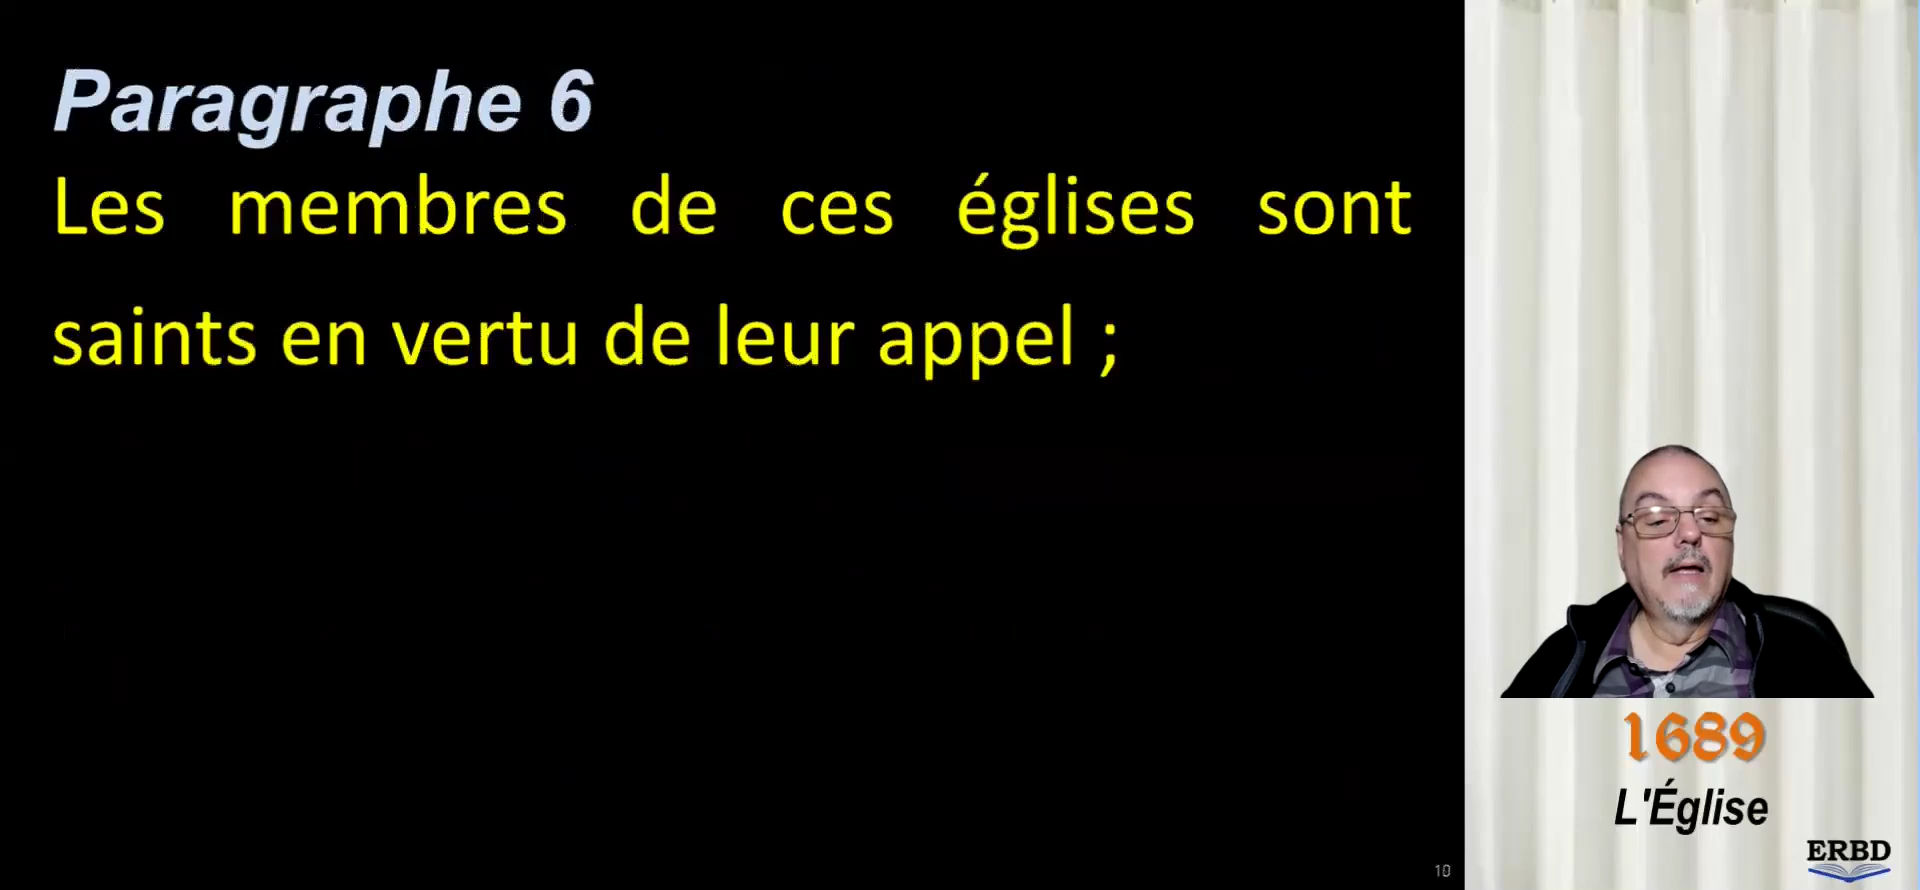 Paragraphe 6
Les membres de ces églises sont
saints en vertu de leur appel ;
10
1689
L'Église
ERBD